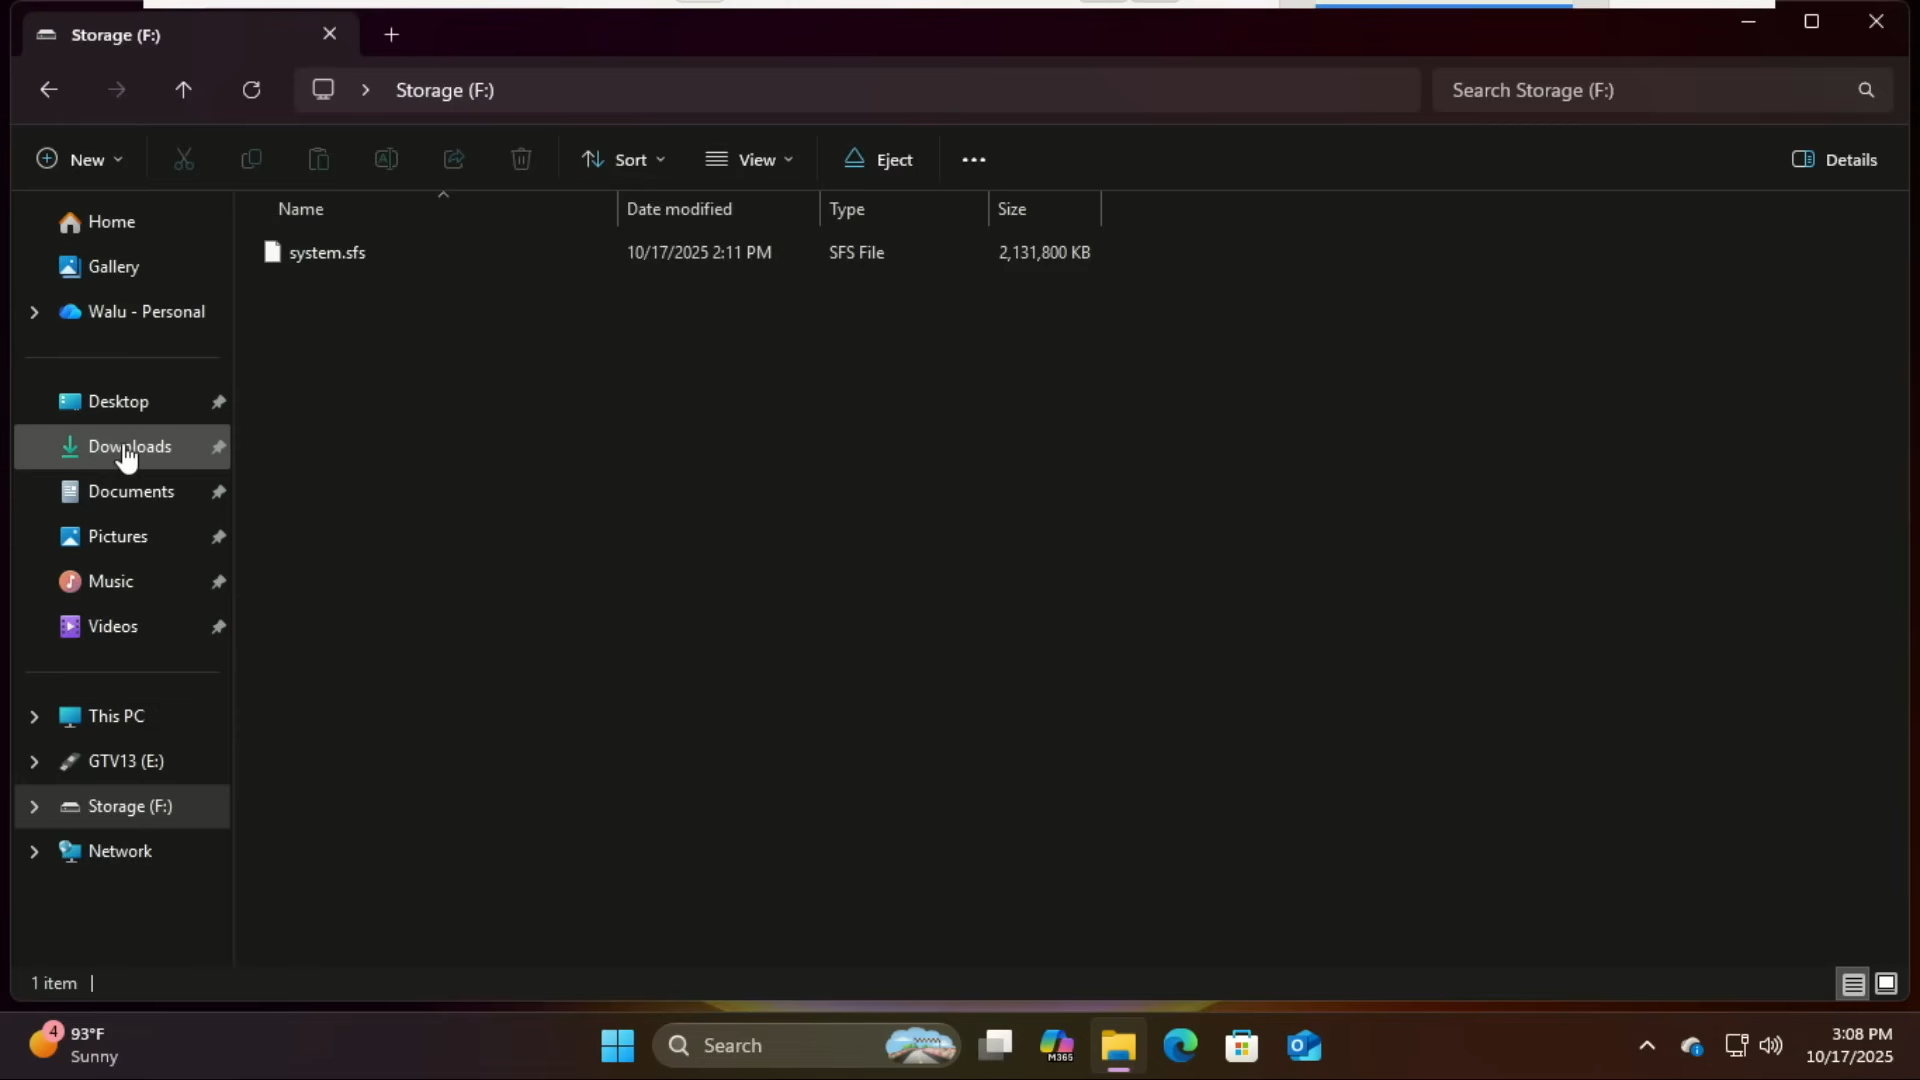 Storage (F:)
Storage (F:)
Search Storage (F:)
New
Sort
View
Eject
Details
Name
Date modified
Type
Size
system.sfs
10/17/2025 2:11 PM
SFS File
2,131,800 KB
Home
Gallery
Walu - Personal
Desktop
Downloads
Documents
Pictures
Music
Videos
This PC
GTV13 (E:)
Storage (F:)
Network
1 item
4
93°F
Sunny
Search
M365
3:08 PM
10/17/2025